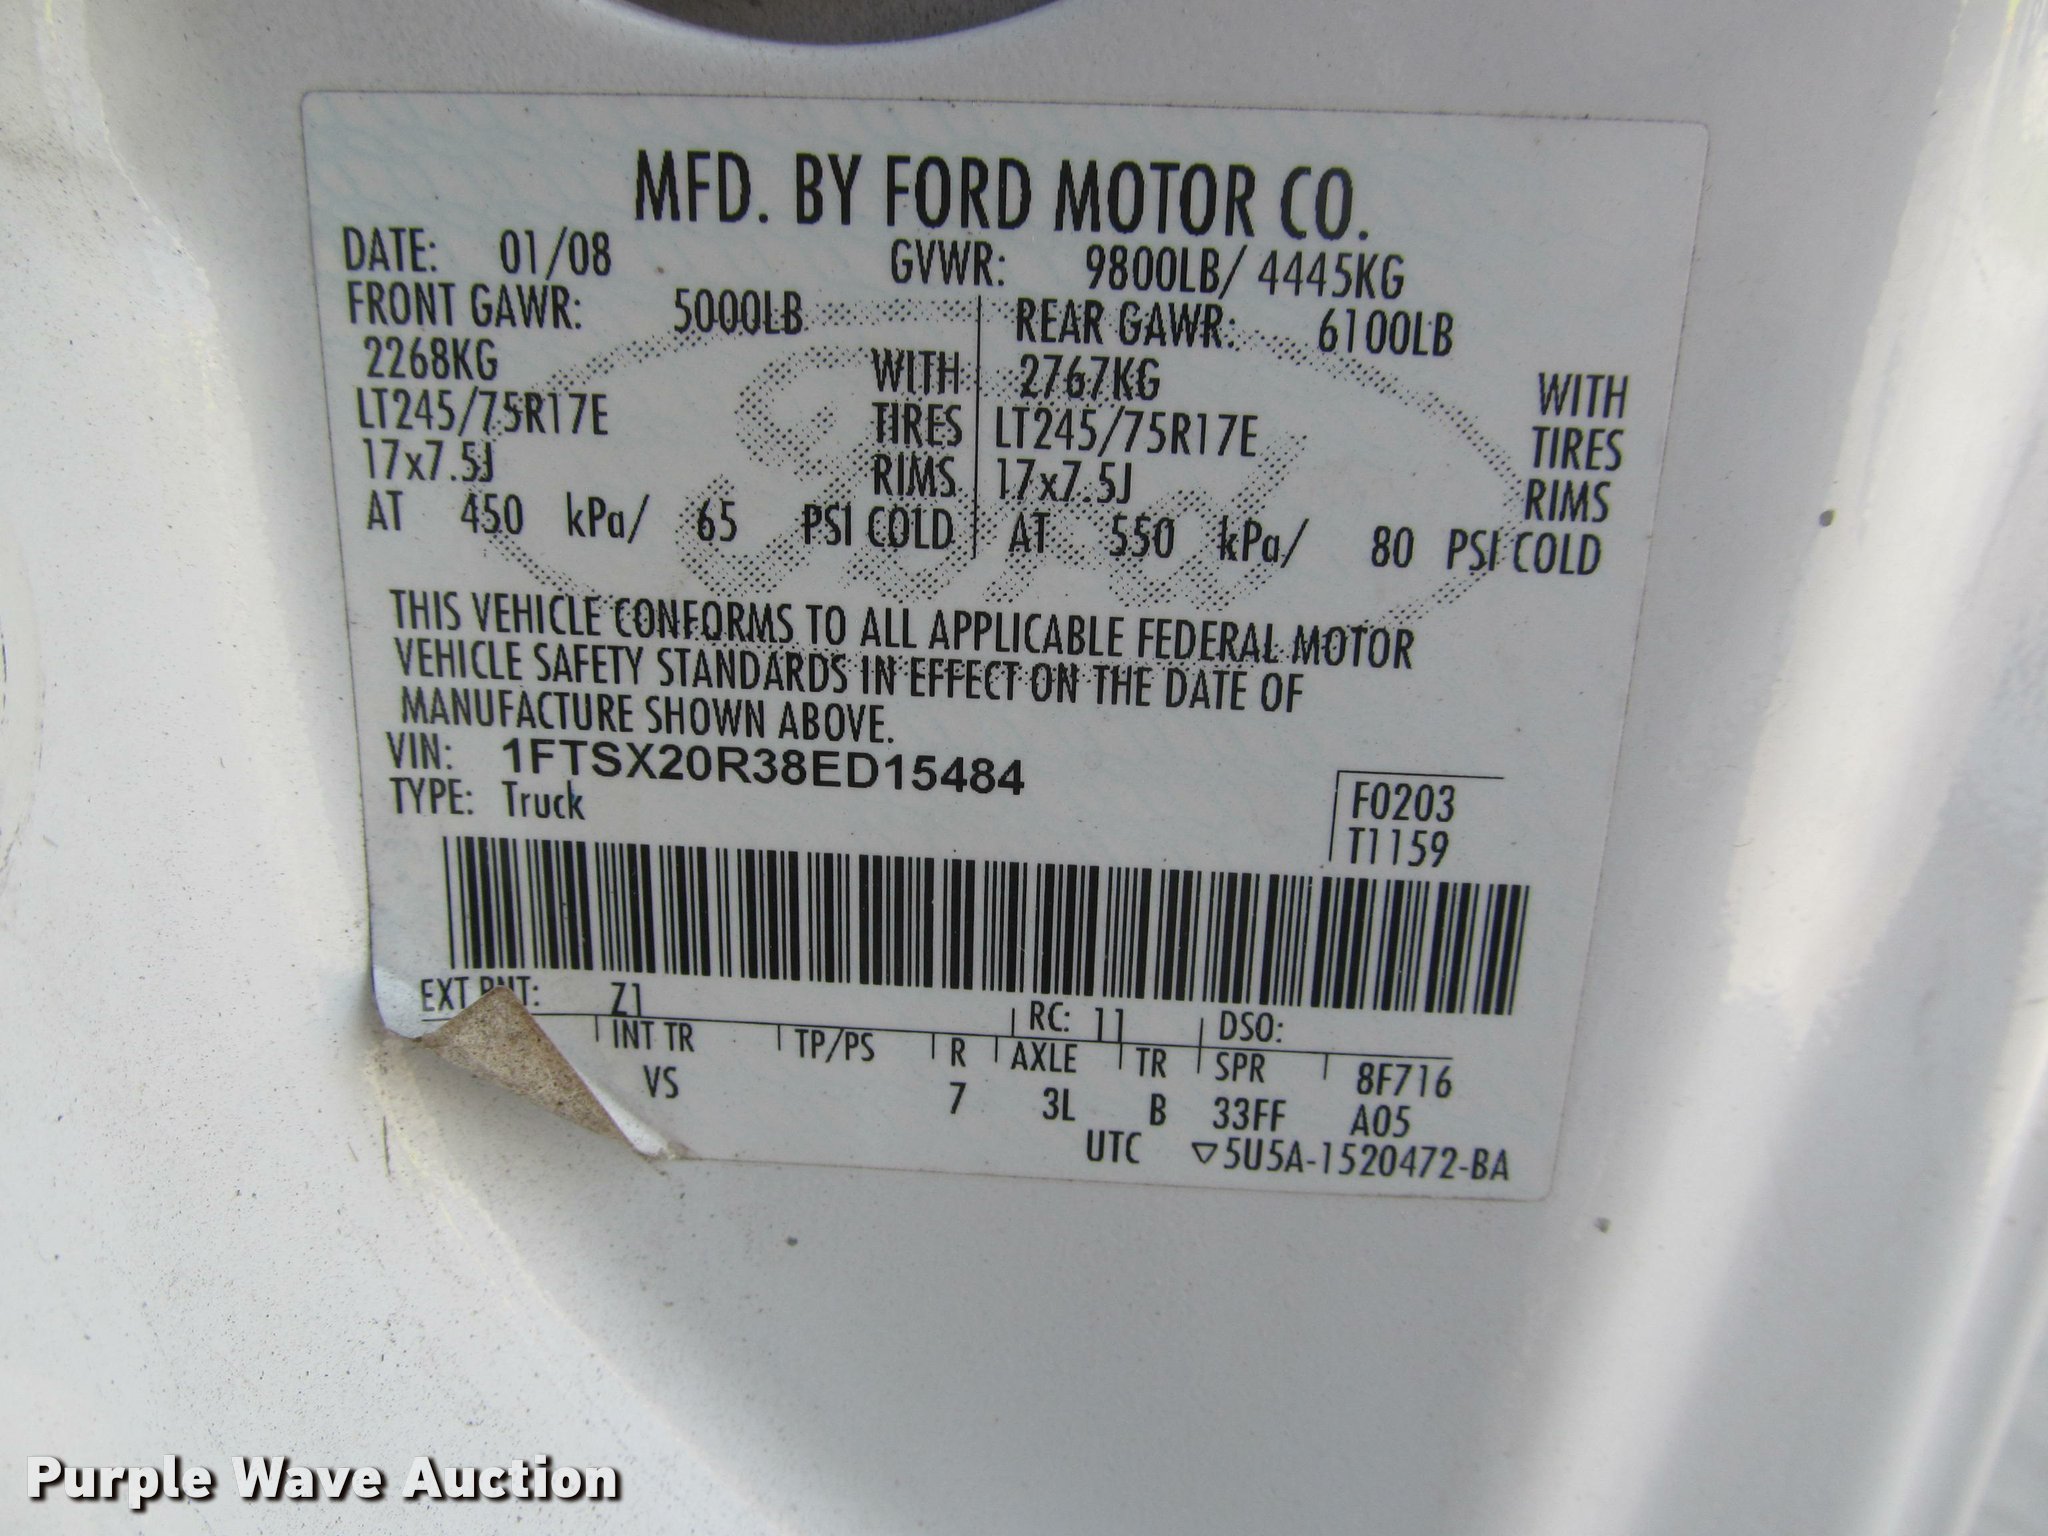 MFD. BY FORD MOTOR CO.
DATE: 01/08 GVWR: 9800LB/ 4445KG
FRONT GAWR: 5000LB REAR GAWR: 6100LB
2268KG WITH 2767KG WITH
LT245/75R17E TIRES LT245/75R17E TIRES
17x7.5J RIMS 17x7.5J RIMS
AT 450 kPa/ 65 PSI COLD AT 550 kPa/ 80 PSI COLD
Ford
THIS VEHICLE CONFORMS TO ALL APPLICABLE FEDERAL MOTOR
VEHICLE SAFETY STANDARDS IN EFFECT ON THE DATE OF
MANUFACTURE SHOWN ABOVE.
VIN: 1FTSX20R38ED15484
TYPE: Truck
F0203
T1159
EXT PNT: Z1 RC: 11 DSO:
INT TR TP/PS R AXLE TR SPR 8F716
VS 7 3L B 33FF A05
UTC ▽5U5A-1520472-BA
Purple Wave Auction